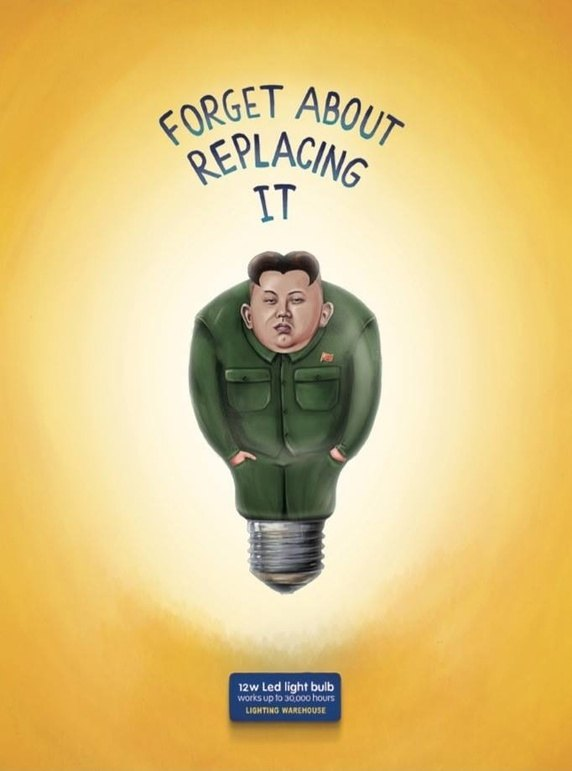 FORGET ABOUT
REPLACING
IT
12w Led light bulb
works up to 30,000 hours
LIGHTING WAREHOUSE